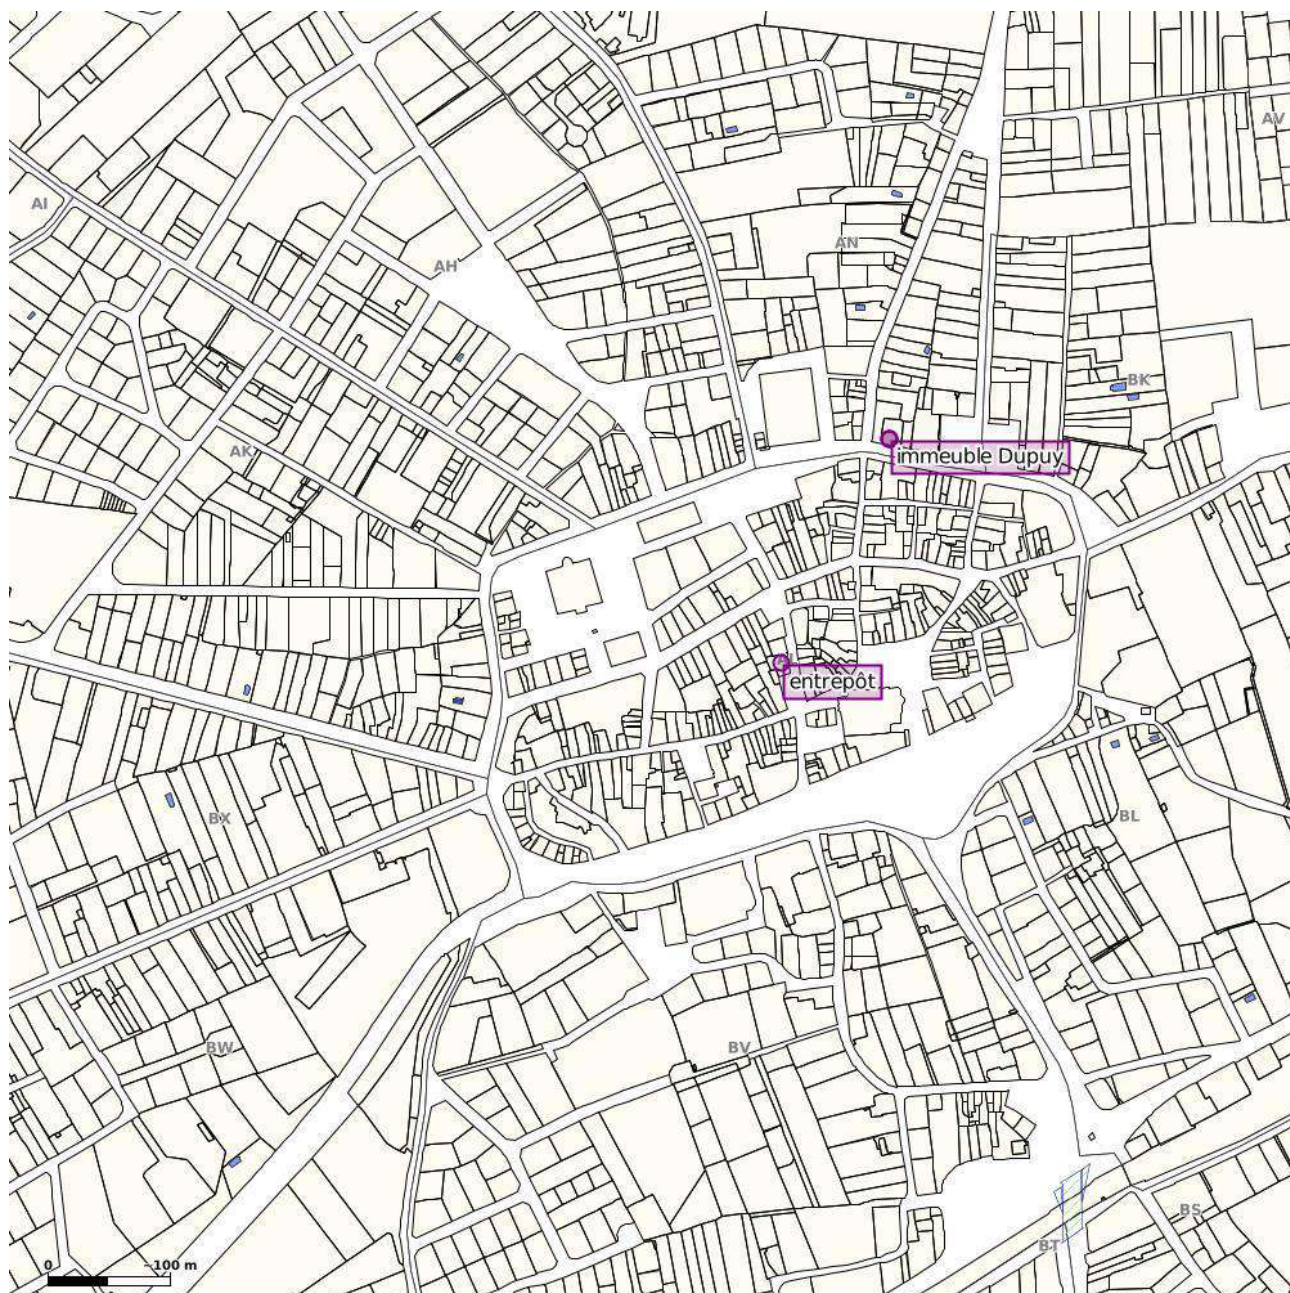 AV
AI
AN
AH
BK
AK
immeuble Dupuy
entrepôt
BX
BL
BW
BV
BS
BT
0 ~100 m